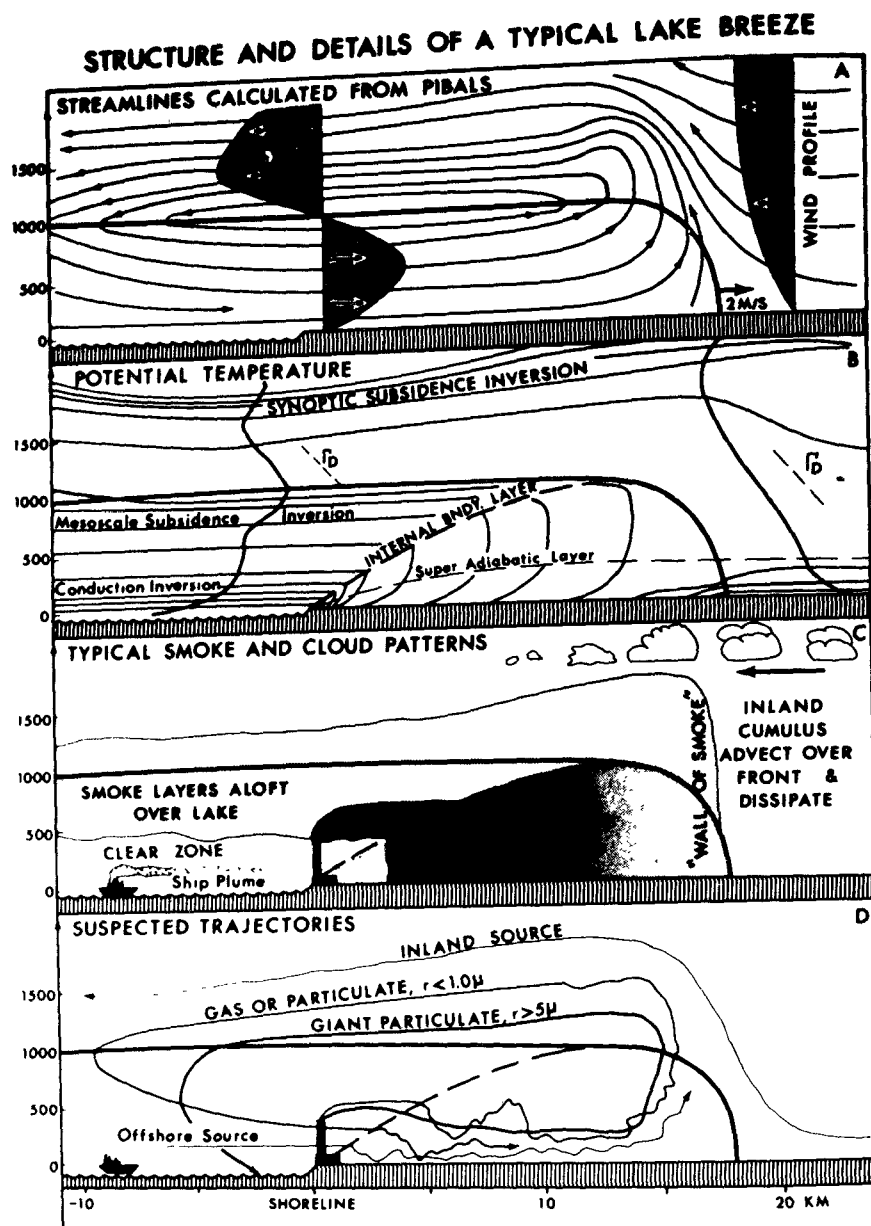 STRUCTURE AND DETAILS OF A TYPICAL LAKE BREEZE
A
STREAMLINES CALCULATED FROM PIBALS
WIND PROFILE
1500
1000
500
0
2M/S
B
POTENTIAL TEMPERATURE
SYNOPTIC SUBSIDENCE INVERSION
1500
ΓD
ΓD
1000
Mesoscale Subsidence Inversion
INTERNAL BNDY. LAYER
500
Super Adiabatic Layer
Conduction Inversion
0
C
TYPICAL SMOKE AND CLOUD PATTERNS
1500
"WALL OF SMOKE"
INLAND
CUMULUS
ADVECT OVER
FRONT &
DISSIPATE
1000
SMOKE LAYERS ALOFT
OVER LAKE
500
CLEAR ZONE
Ship Plume
0
D
SUSPECTED TRAJECTORIES
INLAND SOURCE
1500
GAS OR PARTICULATE, r<1.0μ
GIANT PARTICULATE, r>5μ
1000
500
Offshore Source
0
-10
SHORELINE
10
20 KM